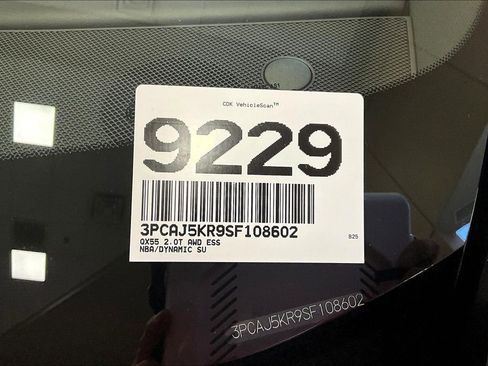 CDK VehicleScan™
9229
3PCAJ5KR9SF108602
QX55 2.0T AWD ESS
NBA/DYNAMIC SU
B25
3PCAJ5KR9SF108602